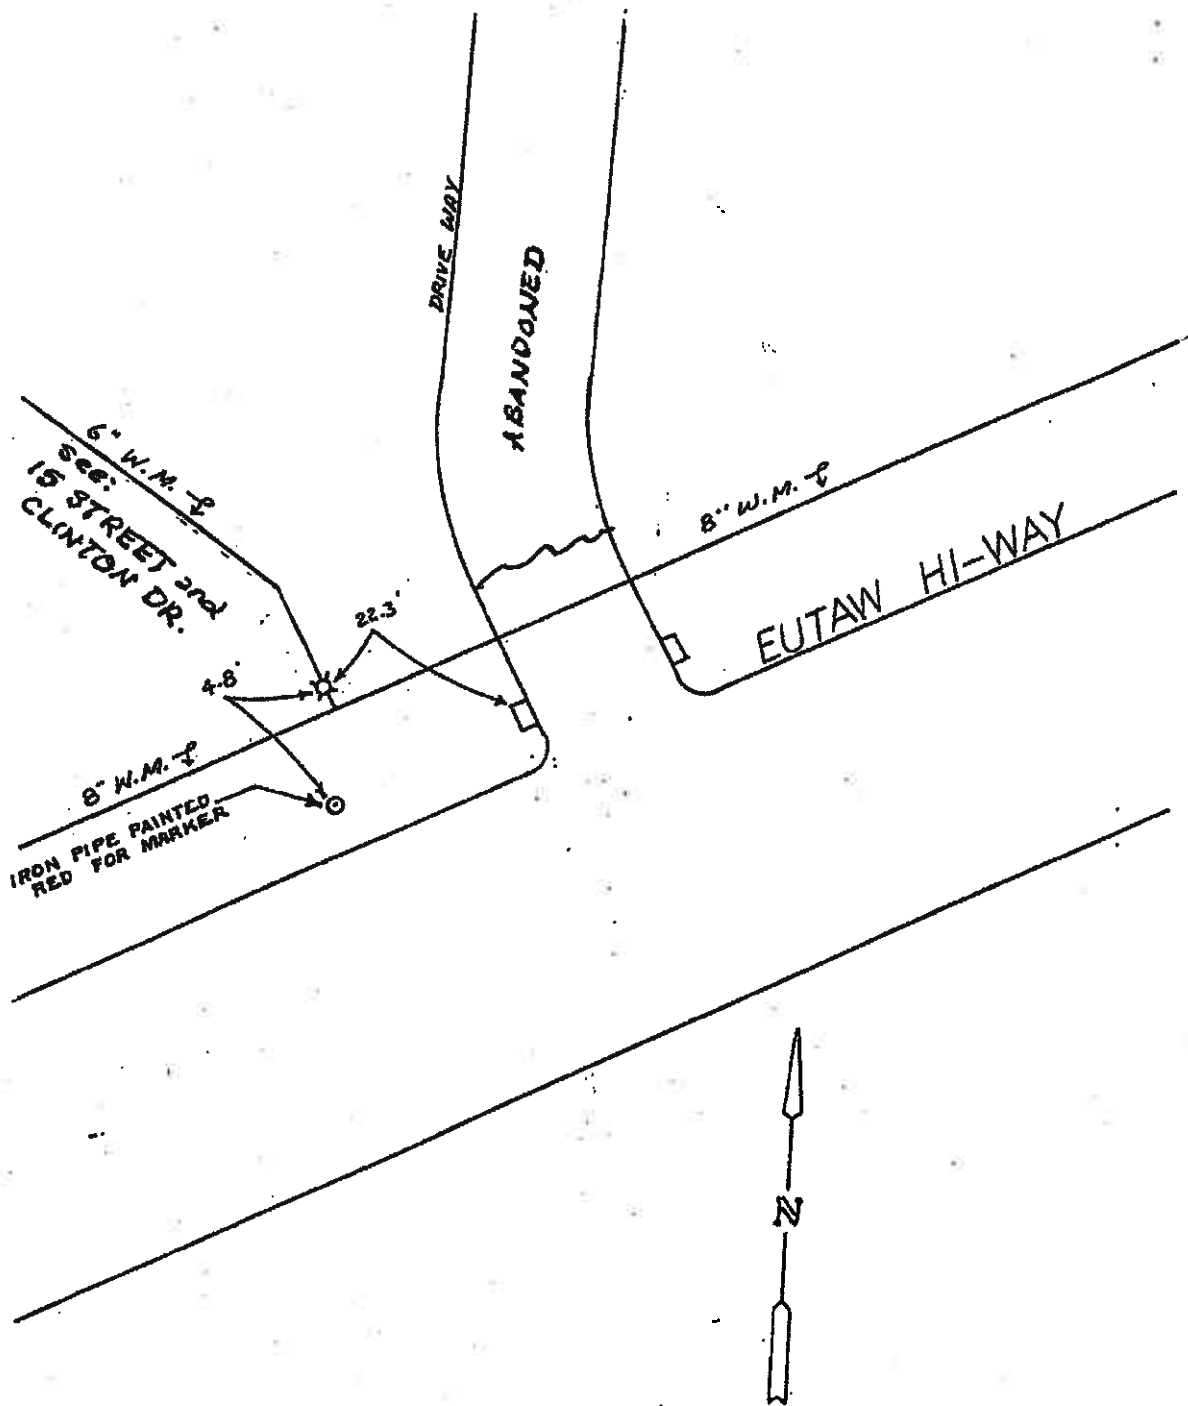 DRIVE WAY
ABANDONED
6" W.M.
See:
15 STREET and
CLINTON DR.
8" W.M.
EUTAW HI-WAY
22.3'
4.8'
8" W.M.
IRON PIPE PAINTED
RED FOR MARKER
N